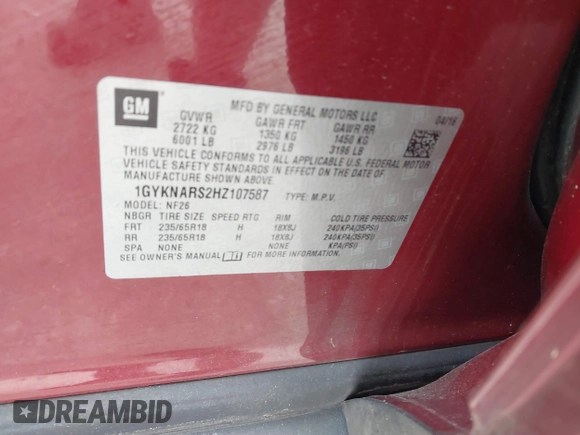 GM
MFD BY GENERAL MOTORS LLC 04/16
GVWR GAWR FRT GAWR RR
2722 KG 1350 KG 1450 KG
6001 LB 2976 LB 3196 LB
THIS VEHICLE CONFORMS TO ALL APPLICABLE U.S. FEDERAL MOTOR
VEHICLE SAFETY STANDARDS IN EFFECT ON THE DATE OF
MANUFACTURE SHOWN ABOVE.
1GYKNARS2HZ107587 TYPE: M.P.V.
MODEL: NF26
NBGR TIRE SIZE SPEED RTG RIM COLD TIRE PRESSURE
FRT 235/65R18 H 18X8J 240KPA(35PSI)
RR 235/65R18 H 18X8J 240KPA(35PSI)
SPA NONE NONE KPA(PSI)
SEE OWNER'S MANUAL FOR MORE INFORMATION.
DREAMBID